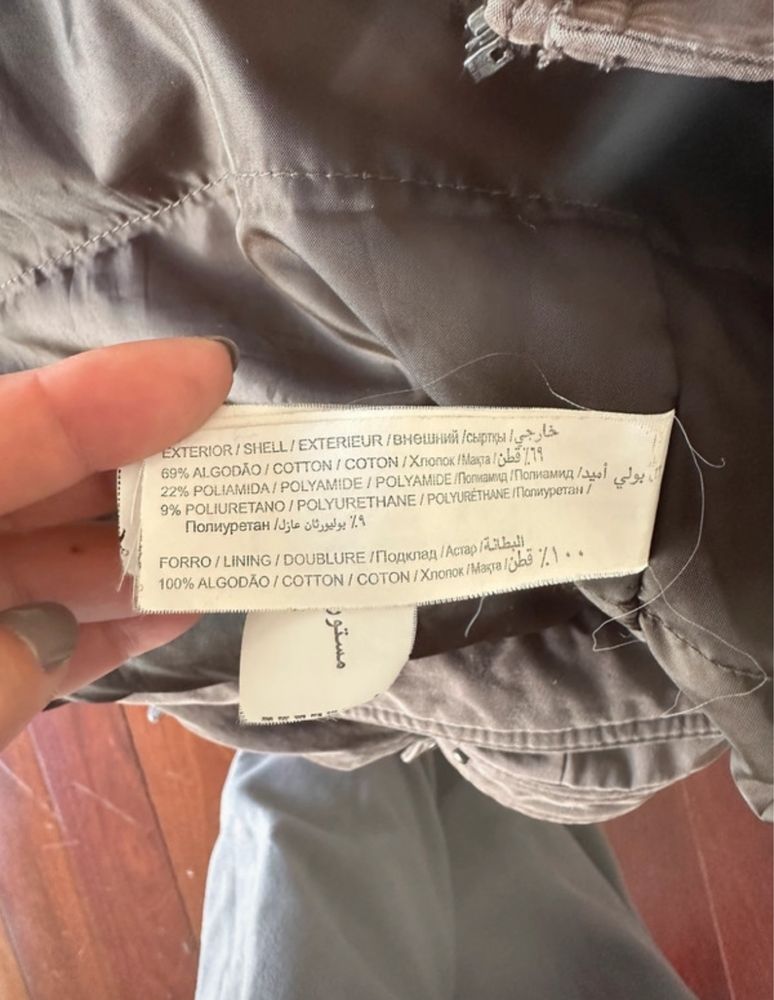 EXTERIOR / SHELL / EXTERIEUR / внешний /сыртқы /خارجي
69% ALGODÃO / COTTON / COTON / Хлопок /Мақта /قطن ٪٦٩
22% POLIAMIDA / POLYAMIDE / POLYAMIDE /Полиамид /Полиамид /بولي أميد
9% POLIURETANO / POLYURETHANE / POLYURÉTHANE /Полиуретан /
Полиуретан /بوليورثان عازل ٪٩
FORRO / LINING / DOUBLURE /Подклад /Астар /البطانة
100% ALGODÃO / COTTON / COTON / Хлопок /Мақта /قطن ٪١٠٠